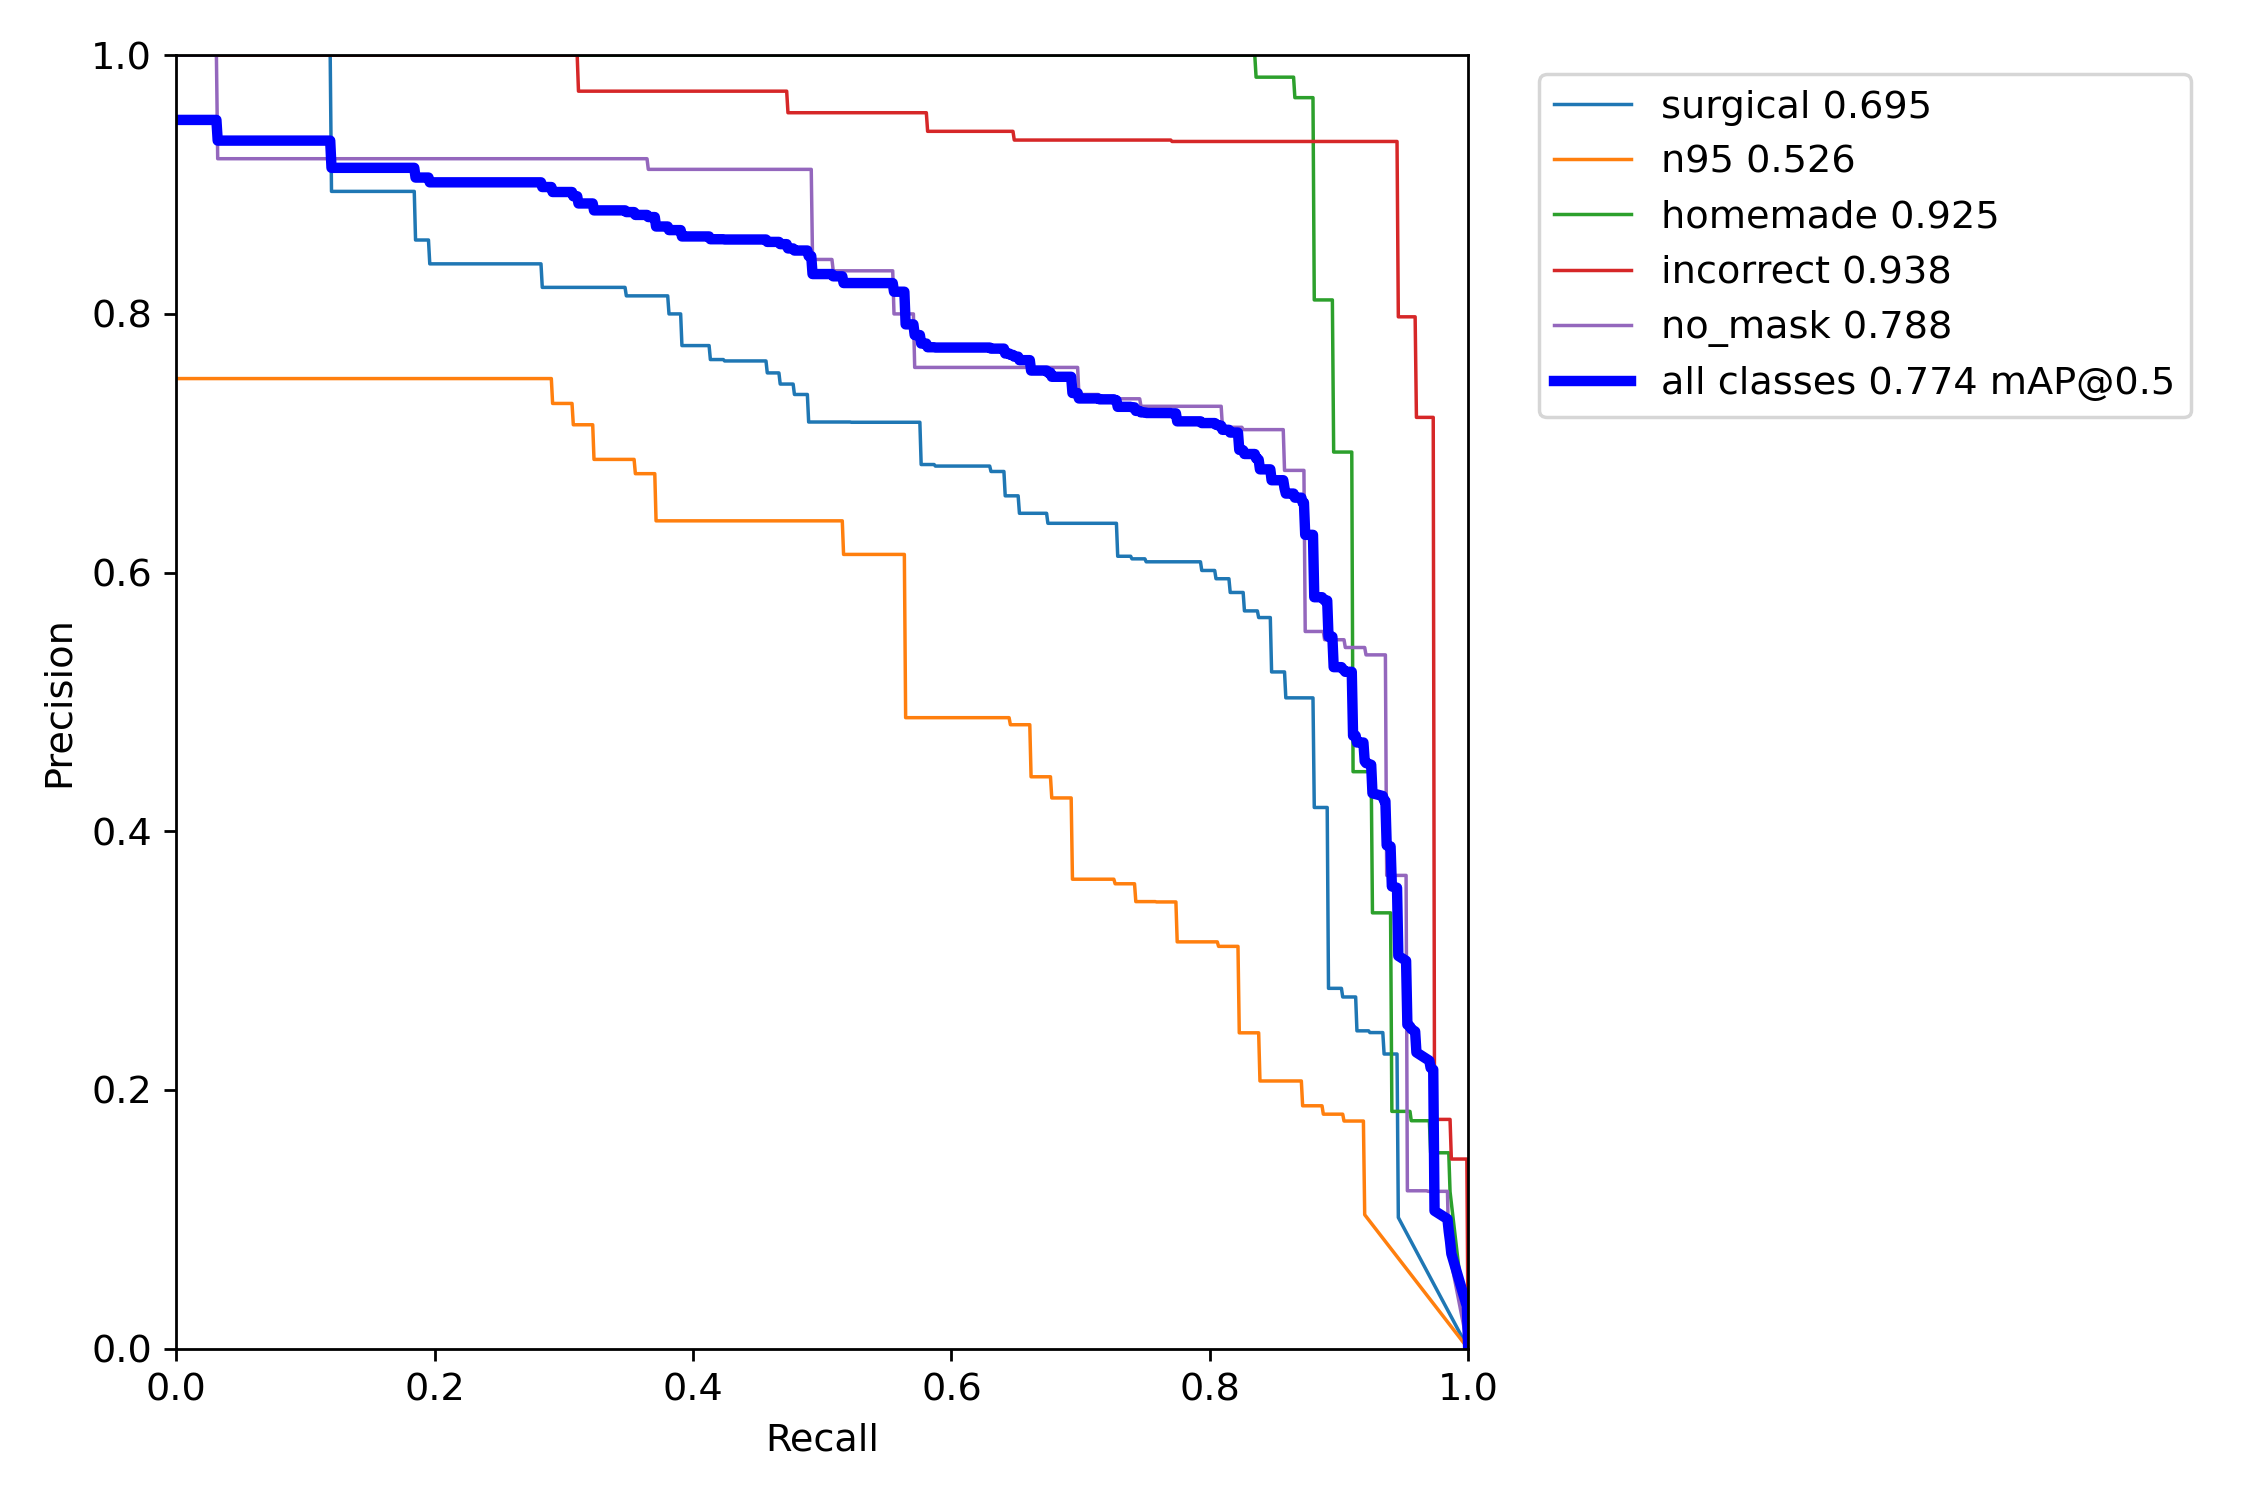 1.0
0.8
0.6
0.4
0.2
0.0
Precision
0.0 0.2 0.4 0.6 0.8 1.0
Recall
surgical 0.695
n95 0.526
homemade 0.925
incorrect 0.938
no_mask 0.788
all classes 0.774 mAP@0.5